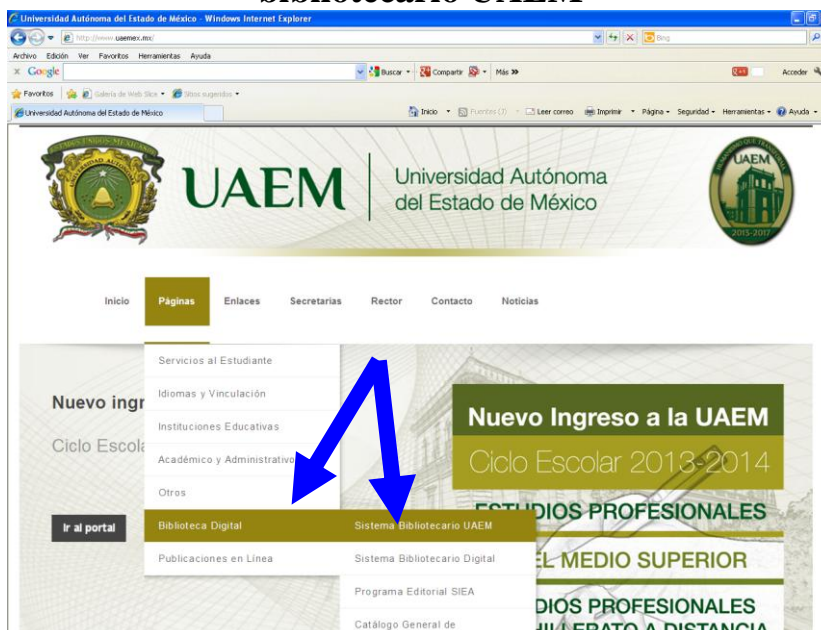 bibliotecario UAEM
Universidad Autónoma del Estado de México - Windows Internet Explorer
http://www.uaemex.mx/
Bing
Archivo Edición Ver Favoritos Herramientas Ayuda
x Google Buscar Compartir Más » Acceder
Favoritos Galería de Web Slice Sitios sugeridos
Universidad Autónoma del Estado de México Inicio Fuentes (J) Leer correo Imprimir Página Seguridad Herramientas Ayuda
UAEM
Universidad Autónoma
del Estado de México
UAEM
2013-2017
Inicio Páginas Enlaces Secretarias Rector Contacto Noticias
Servicios al Estudiante
Idiomas y Vinculación
Instituciones Educativas
Académico y Administrativo
Otros
Biblioteca Digital
Publicaciones en Línea
Sistema Bibliotecario UAEM
Sistema Bibliotecario Digital
Programa Editorial SIEA
Catálogo General de
Nuevo ingr
Ciclo Escola
Ir al portal
Nuevo Ingreso a la UAEM
Ciclo Escolar 2013-2014
ESTUDIOS PROFESIONALES
EL MEDIO SUPERIOR
DIOS PROFESIONALES
HILLERATO A DISTANCIA